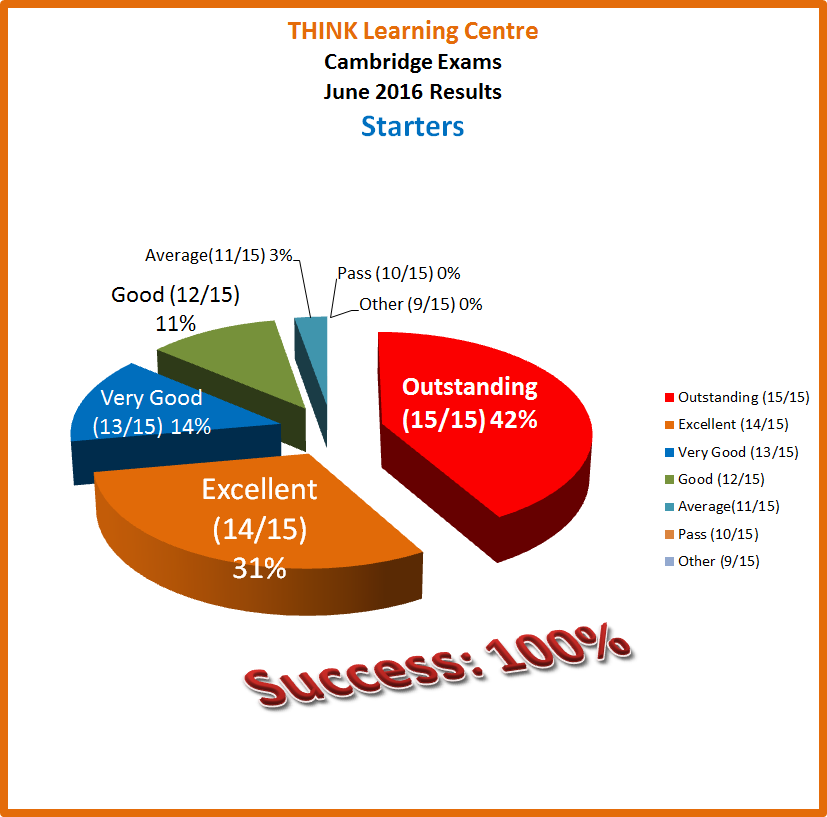 THINK Learning Centre
Cambridge Exams
June 2016 Results
Starters
Average(11/15) 3%
Pass (10/15) 0%
Good (12/15)
11%
Other (9/15) 0%
Outstanding
(15/15) 42%
Very Good
(13/15) 14%
Excellent
(14/15)
31%
Outstanding (15/15)
Excellent (14/15)
Very Good (13/15)
Good (12/15)
Average(11/15)
Pass (10/15)
Other (9/15)
Success: 100%